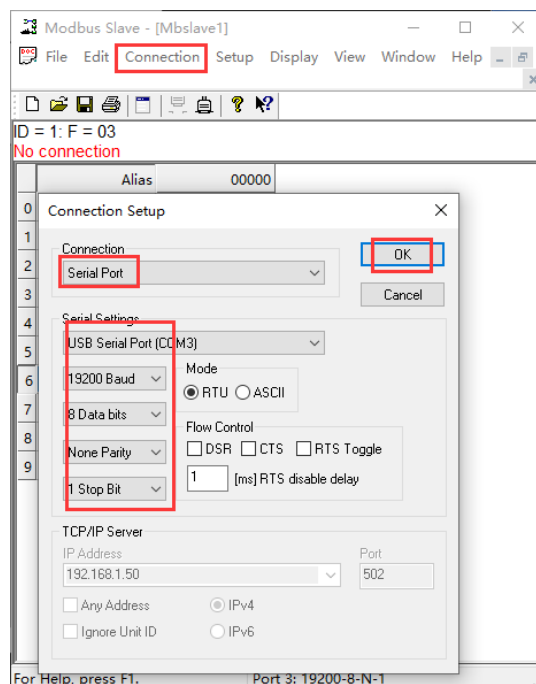 Modbus Slave - [Mbslave1]
File Edit Connection Setup Display View Window Help
ID = 1: F = 03
No connection
Alias 00000
0
1
2
3
4
5
6
7
8
9
Connection Setup
Connection
Serial Port
OK
Cancel
Serial Settings
USB Serial Port (COM3)
19200 Baud
8 Data bits
None Parity
1 Stop Bit
Mode
RTU ASCII
Flow Control
DSR CTS RTS Toggle
1 [ms] RTS disable delay
TCP/IP Server
IP Address Port
192.168.1.50 502
Any Address IPv4
Ignore Unit ID IPv6
For Help, press F1. Port 3: 19200-8-N-1